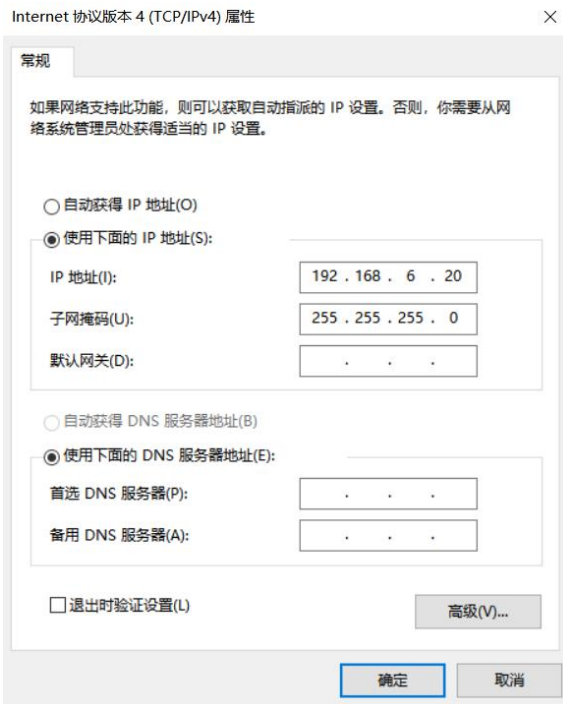 Internet 协议版本 4 (TCP/IPv4) 属性
常规
如果网络支持此功能，则可以获取自动指派的 IP 设置。否则，你需要从网
络系统管理员处获得适当的 IP 设置。
自动获得 IP 地址(O)
使用下面的 IP 地址(S):
IP 地址(I): 192 . 168 . 6 . 20
子网掩码(U): 255 . 255 . 255 . 0
默认网关(D): . . .
自动获得 DNS 服务器地址(B)
使用下面的 DNS 服务器地址(E):
首选 DNS 服务器(P): . . .
备用 DNS 服务器(A): . . .
退出时验证设置(L)
高级(V)...
确定 取消